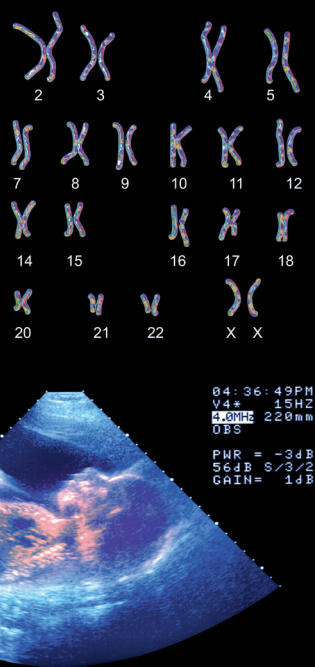 2 3 4 5
7 8 9 10 11 12
14 15 16 17 18
20 21 22 X X
04:36:49PM
V4* 15HZ
4.0MHz 220mm
OBS
PWR = -3dB
56dB S/3/2
GAIN= 1dB